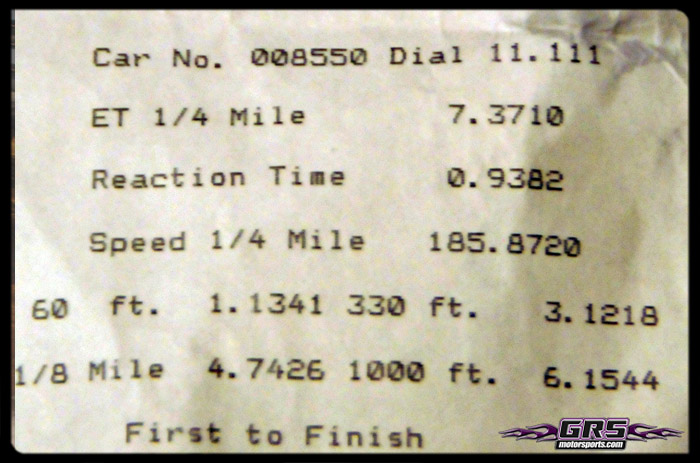 Car No. 008550 Dial 11.111
ET 1/4 Mile 7.3710
Reaction Time 0.9382
Speed 1/4 Mile 185.8720
60 ft. 1.1341 330 ft. 3.1218
1/8 Mile 4.7426 1000 ft. 6.1544
First to Finish
GRS
motorsports.com